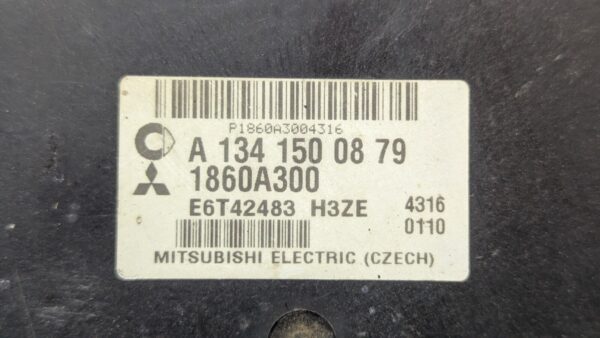 P1860A3004316
A 134 150 08 79
1860A300
E6T42483 H3ZE 4316
0110
MITSUBISHI ELECTRIC (CZECH)